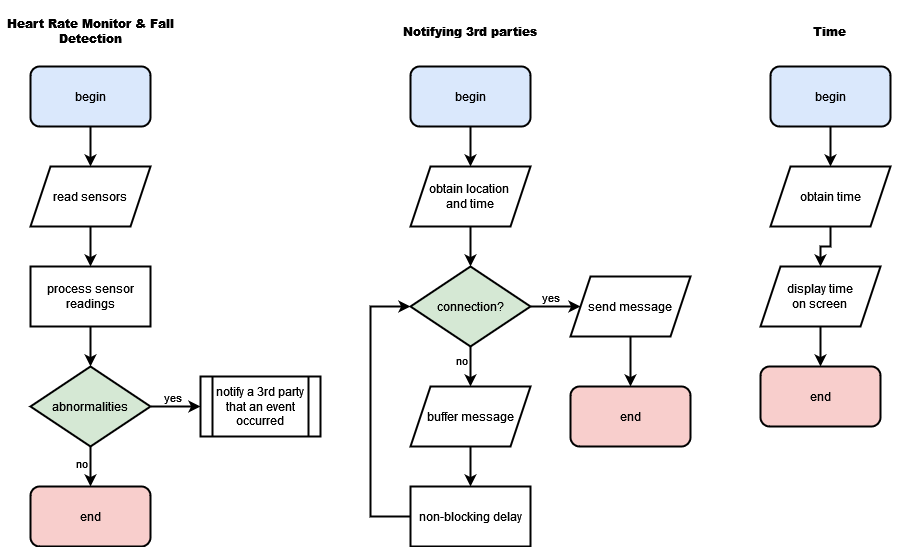 Heart Rate Monitor & Fall
Detection
begin
read sensors
process sensor
readings
abnormalities
yes
notify a 3rd party
that an event
occurred
no
end
Notifying 3rd parties
begin
obtain location
and time
connection?
yes
send message
end
no
buffer message
non-blocking delay
Time
begin
obtain time
display time
on screen
end